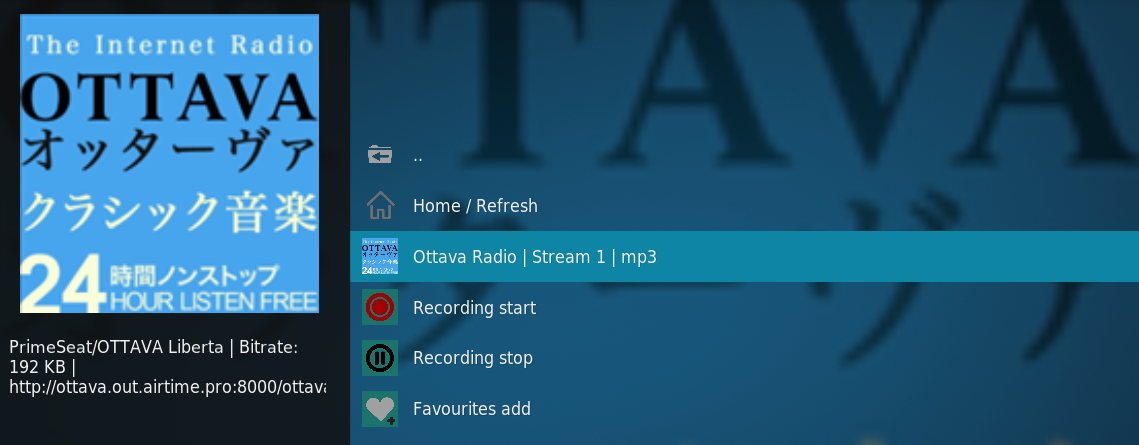 The Internet Radio
OTTAVA
オッターヴァ
クラシック音楽
24時間ノンストップ
HOUR LISTEN FREE
PrimeSeat/OTTAVA Liberta | Bitrate:
192 KB |
http://ottava.out.airtime.pro:8000/ottava
..
Home / Refresh
Ottava Radio | Stream 1 | mp3
Recording start
Recording stop
Favourites add